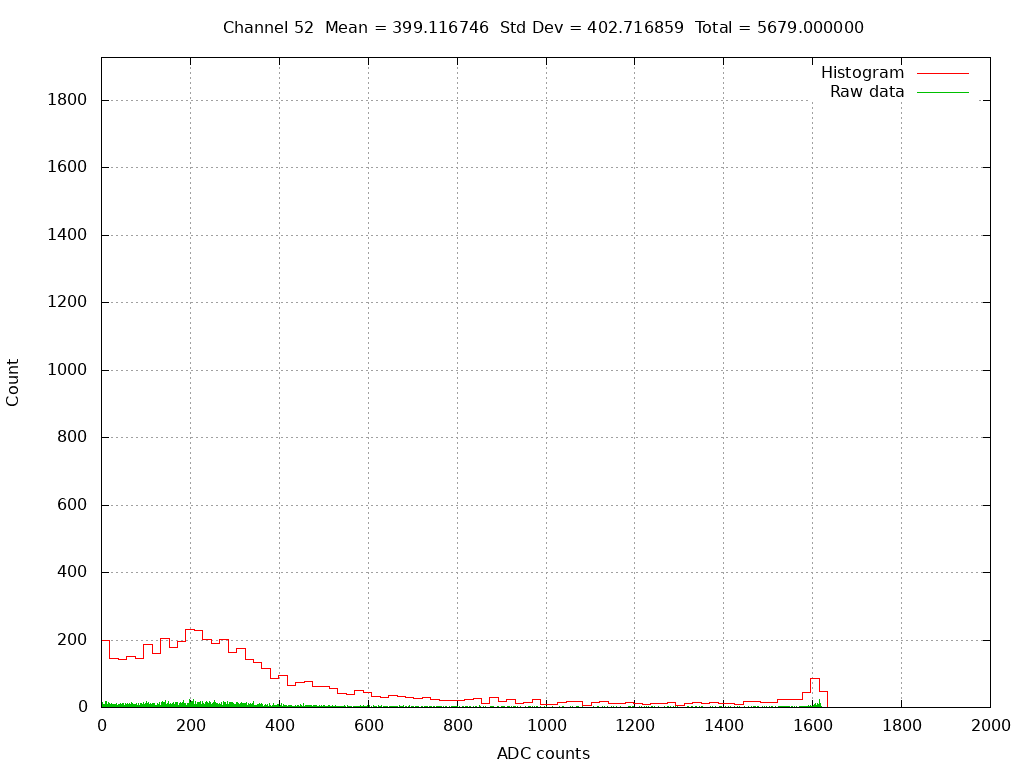 Channel 52  Mean = 399.116746  Std Dev = 402.716859  Total = 5679.000000
Histogram
Raw data
1800
1600
1400
1200
1000
800
600
400
200
0
Count
0 200 400 600 800 1000 1200 1400 1600 1800 2000
ADC counts